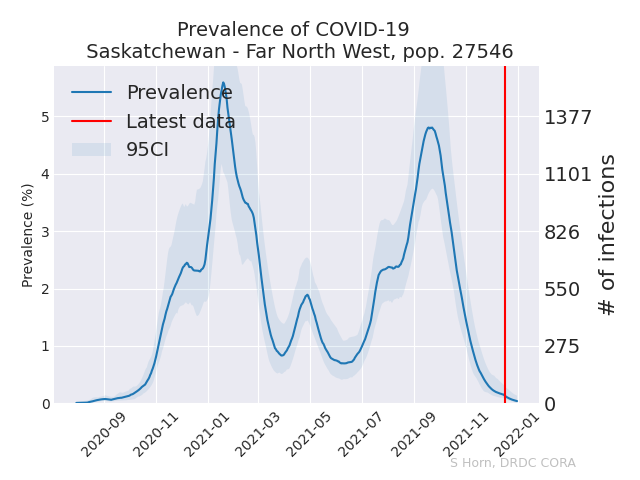 Prevalence of COVID-19
Saskatchewan - Far North West, pop. 27546
Prevalence
Latest data
95CI
Prevalence (%)
5
4
3
2
1
0
1377
1101
826
550
275
0
# of infections
2020-09
2020-11
2021-01
2021-03
2021-05
2021-07
2021-09
2021-11
2022-01
S Horn, DRDC CORA